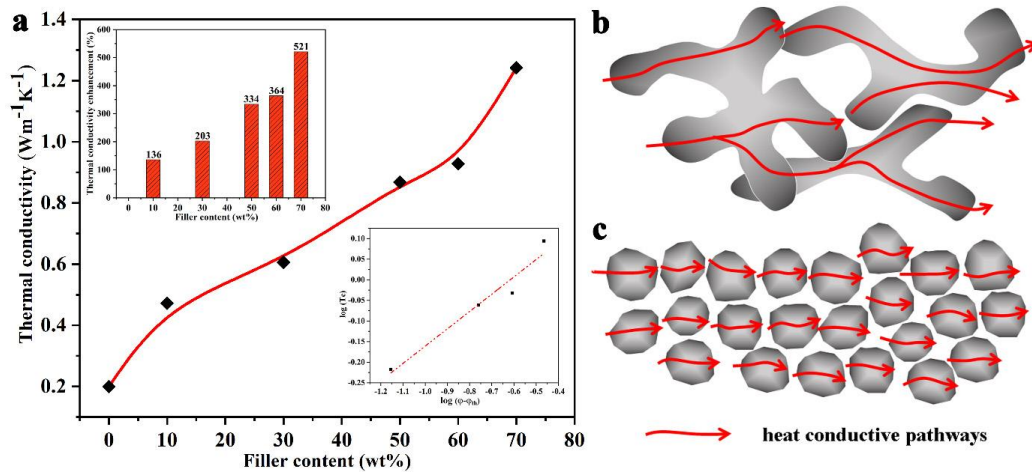 a
Thermal conductivity (Wm⁻¹K⁻¹)
1.4
1.2
1.0
0.8
0.6
0.4
0.2
0 10 20 30 40 50 60 70 80
Filler content (wt%)
Thermal conductivity enhancement (%)
600
500
400
300
200
100
0
136
203
334
364
521
0 10 20 30 40 50 60 70 80
Filler content (wt%)
log (Tc)
0.10
0.05
0.00
-0.05
-0.10
-0.15
-0.20
-0.25
-1.2 -1.1 -1.0 -0.9 -0.8 -0.7 -0.6 -0.5 -0.4
log (φ-φth)
b
c
heat conductive pathways